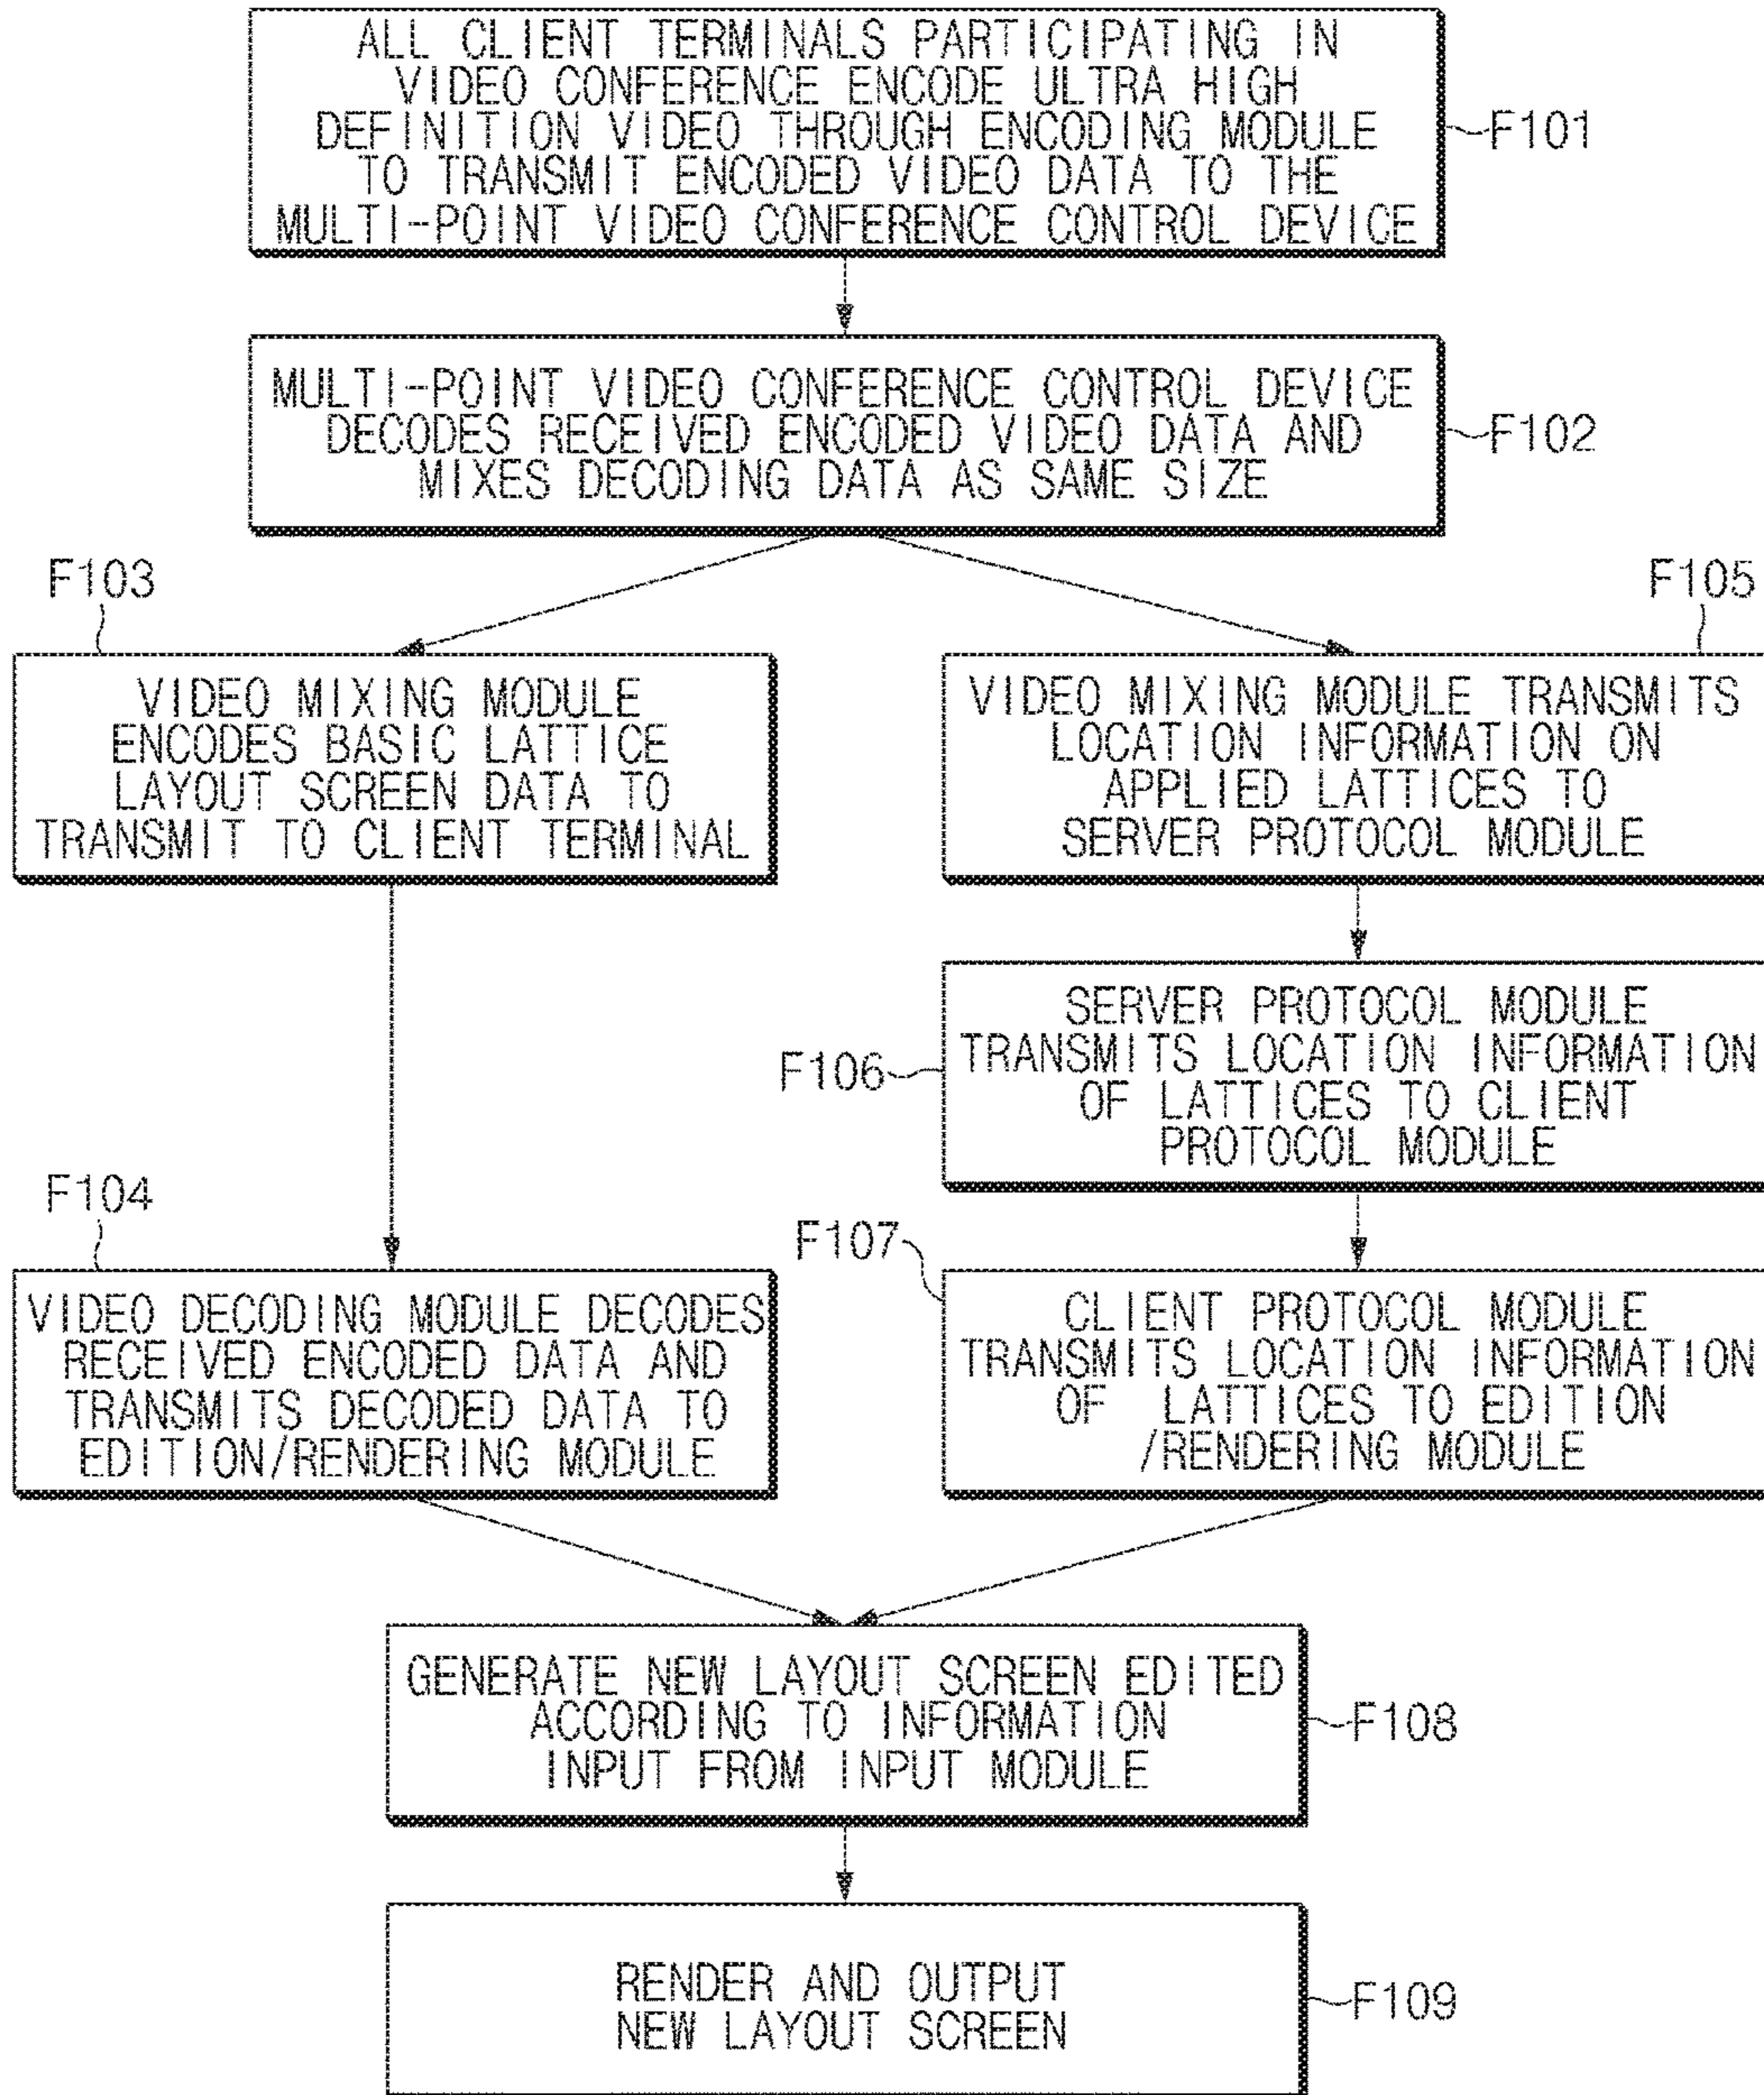 ALL CLIENT TERMINALS PARTICIPATING IN
VIDEO CONFERENCE ENCODE ULTRA HIGH
DEFINITION VIDEO THROUGH ENCODING MODULE
TO TRANSMIT ENCODED VIDEO DATA TO THE
MULTI-POINT VIDEO CONFERENCE CONTROL DEVICE
F101
MULTI-POINT VIDEO CONFERENCE CONTROL DEVICE
DECODES RECEIVED ENCODED VIDEO DATA AND
MIXES DECODING DATA AS SAME SIZE
F102
F103
VIDEO MIXING MODULE
ENCODES BASIC LATTICE
LAYOUT SCREEN DATA TO
TRANSMIT TO CLIENT TERMINAL
F105
VIDEO MIXING MODULE TRANSMITS
LOCATION INFORMATION ON
APPLIED LATTICES TO
SERVER PROTOCOL MODULE
F106
SERVER PROTOCOL MODULE
TRANSMITS LOCATION INFORMATION
OF LATTICES TO CLIENT
PROTOCOL MODULE
F104
VIDEO DECODING MODULE DECODES
RECEIVED ENCODED DATA AND
TRANSMITS DECODED DATA TO
EDITION/RENDERING MODULE
F107
CLIENT PROTOCOL MODULE
TRANSMITS LOCATION INFORMATION
OF LATTICES TO EDITION
/RENDERING MODULE
GENERATE NEW LAYOUT SCREEN EDITED
ACCORDING TO INFORMATION
INPUT FROM INPUT MODULE
F108
RENDER AND OUTPUT
NEW LAYOUT SCREEN
F109